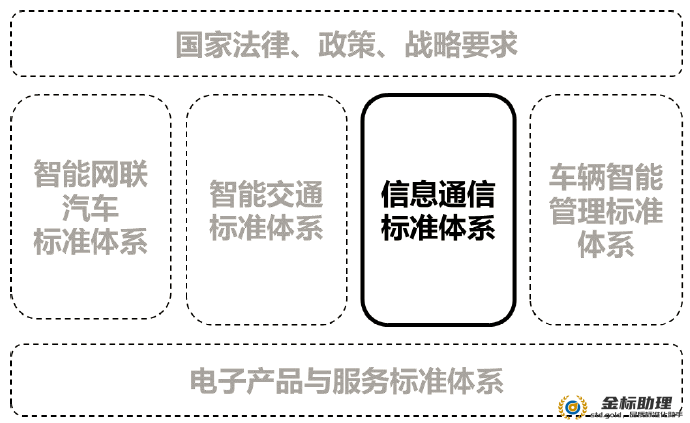 国家法律、政策、战略要求
智能网联
汽车
标准体系
智能交通
标准体系
信息通信
标准体系
车辆智能
管理标准
体系
电子产品与服务标准体系
金标助理